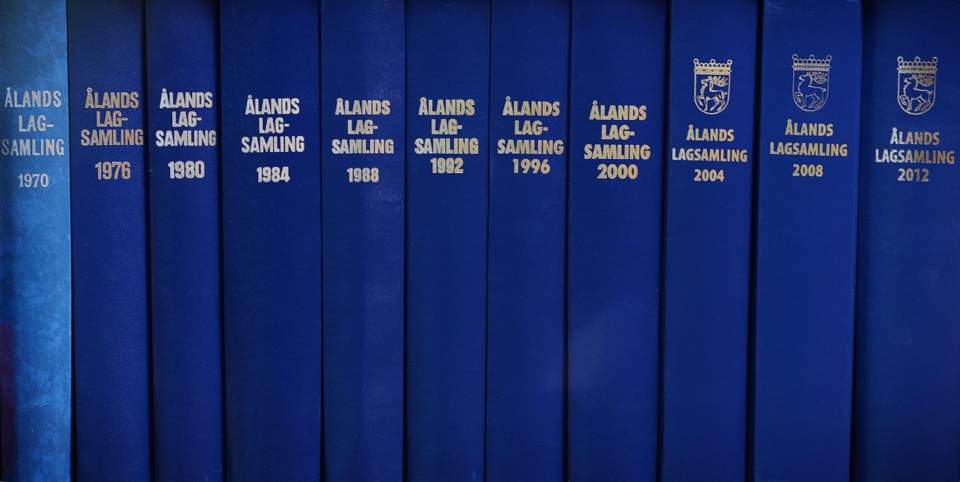 ÅLANDS
LAG-
SAMLING
1970
ÅLANDS
LAG-
SAMLING
1976
ÅLANDS
LAG-
SAMLING
1980
ÅLANDS
LAG-
SAMLING
1984
ÅLANDS
LAG-
SAMLING
1988
ÅLANDS
LAG-
SAMLING
1992
ÅLANDS
LAG-
SAMLING
1996
ÅLANDS
LAG-
SAMLING
2000
ÅLANDS
LAGSAMLING
2004
ÅLANDS
LAGSAMLING
2008
ÅLANDS
LAGSAMLING
2012